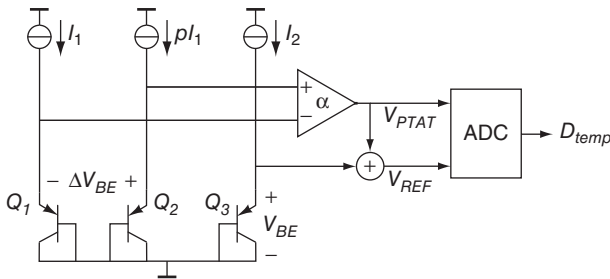 I1 pI1 I2
+ α VPTAT ADC Dtemp
−
− ΔVBE + + VREF
Q1 Q2 Q3 +
VBE
−